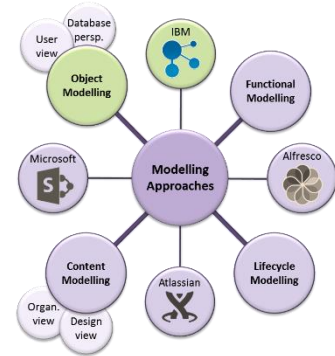 Database
persp.
User
view
IBM
Object
Modelling
Functional
Modelling
Microsoft
S
Modelling
Approaches
Alfresco
Content
Modelling
Atlassian
Lifecycle
Modelling
Organ.
view
Design
view